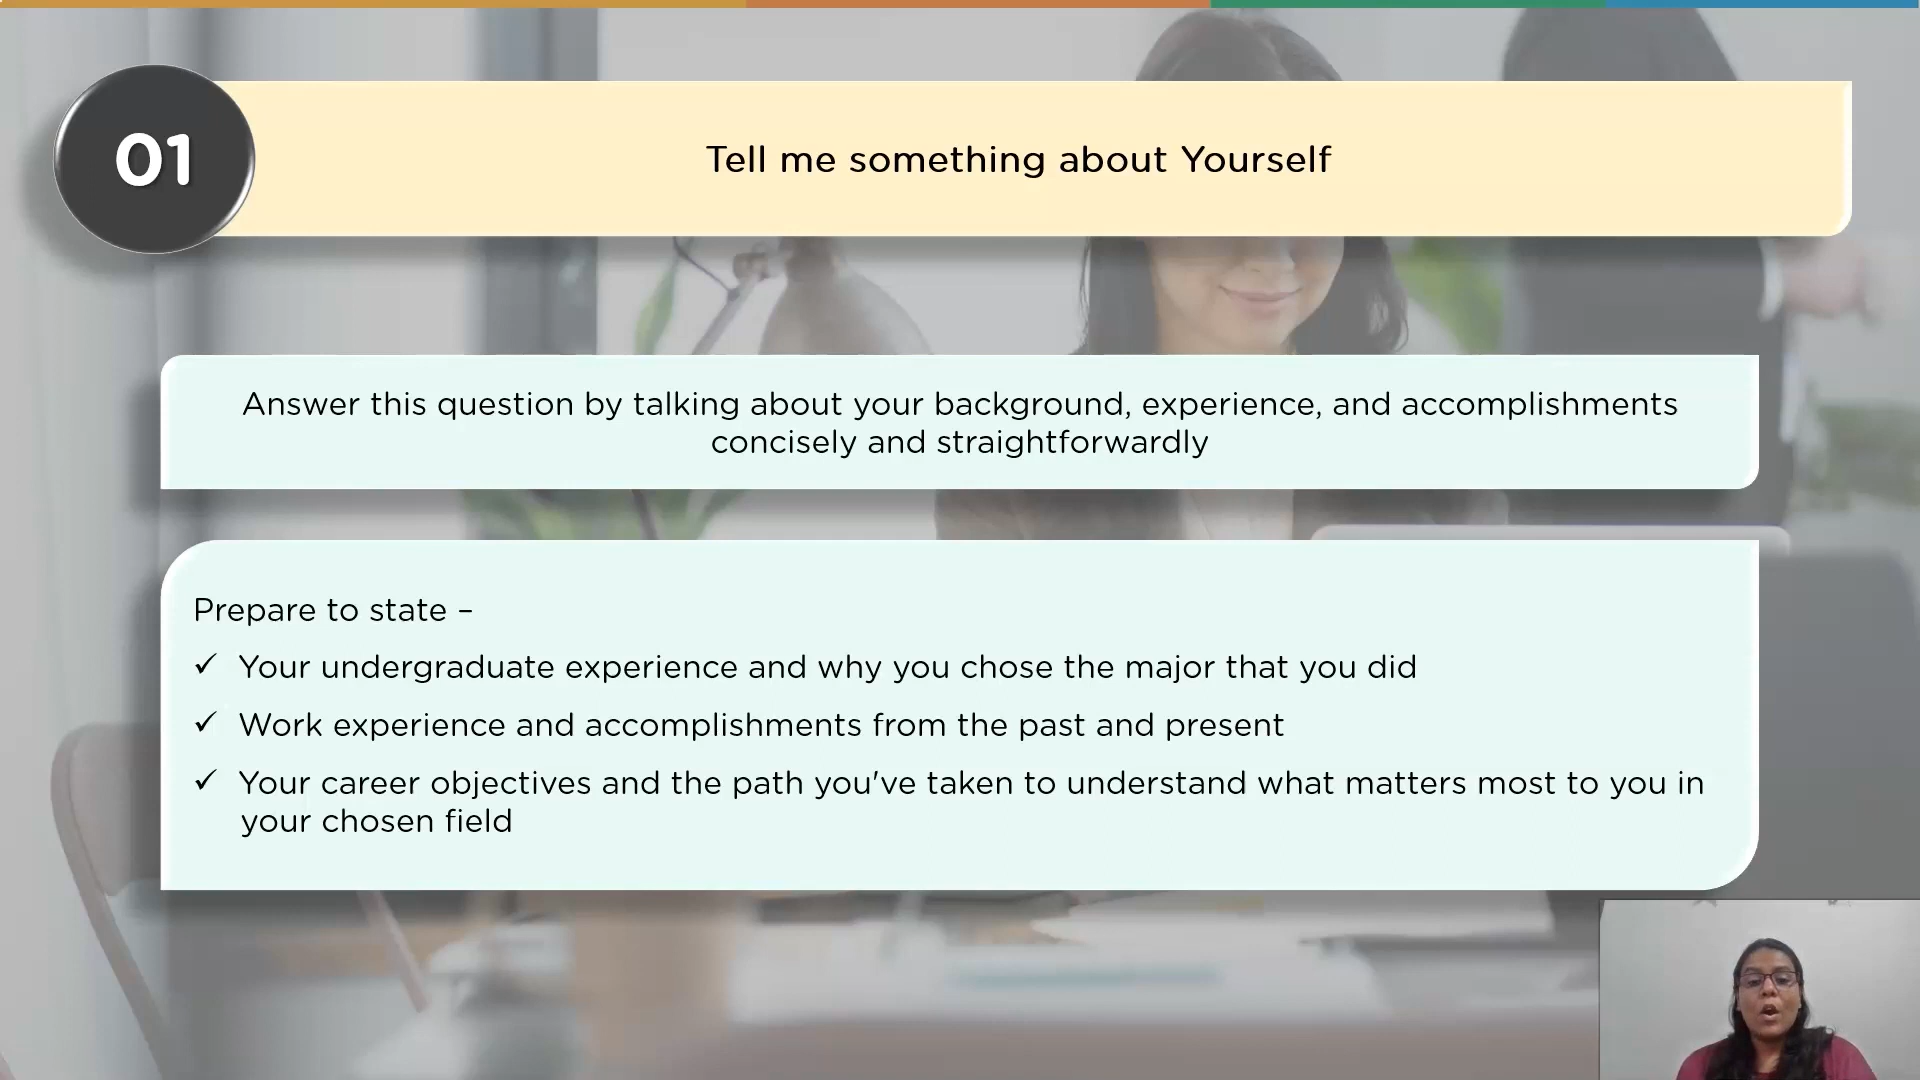 01
Tell me something about Yourself
Answer this question by talking about your background, experience, and accomplishments
concisely and straightforwardly
Prepare to state –
✓ Your undergraduate experience and why you chose the major that you did
✓ Work experience and accomplishments from the past and present
✓ Your career objectives and the path you've taken to understand what matters most to you in
your chosen field